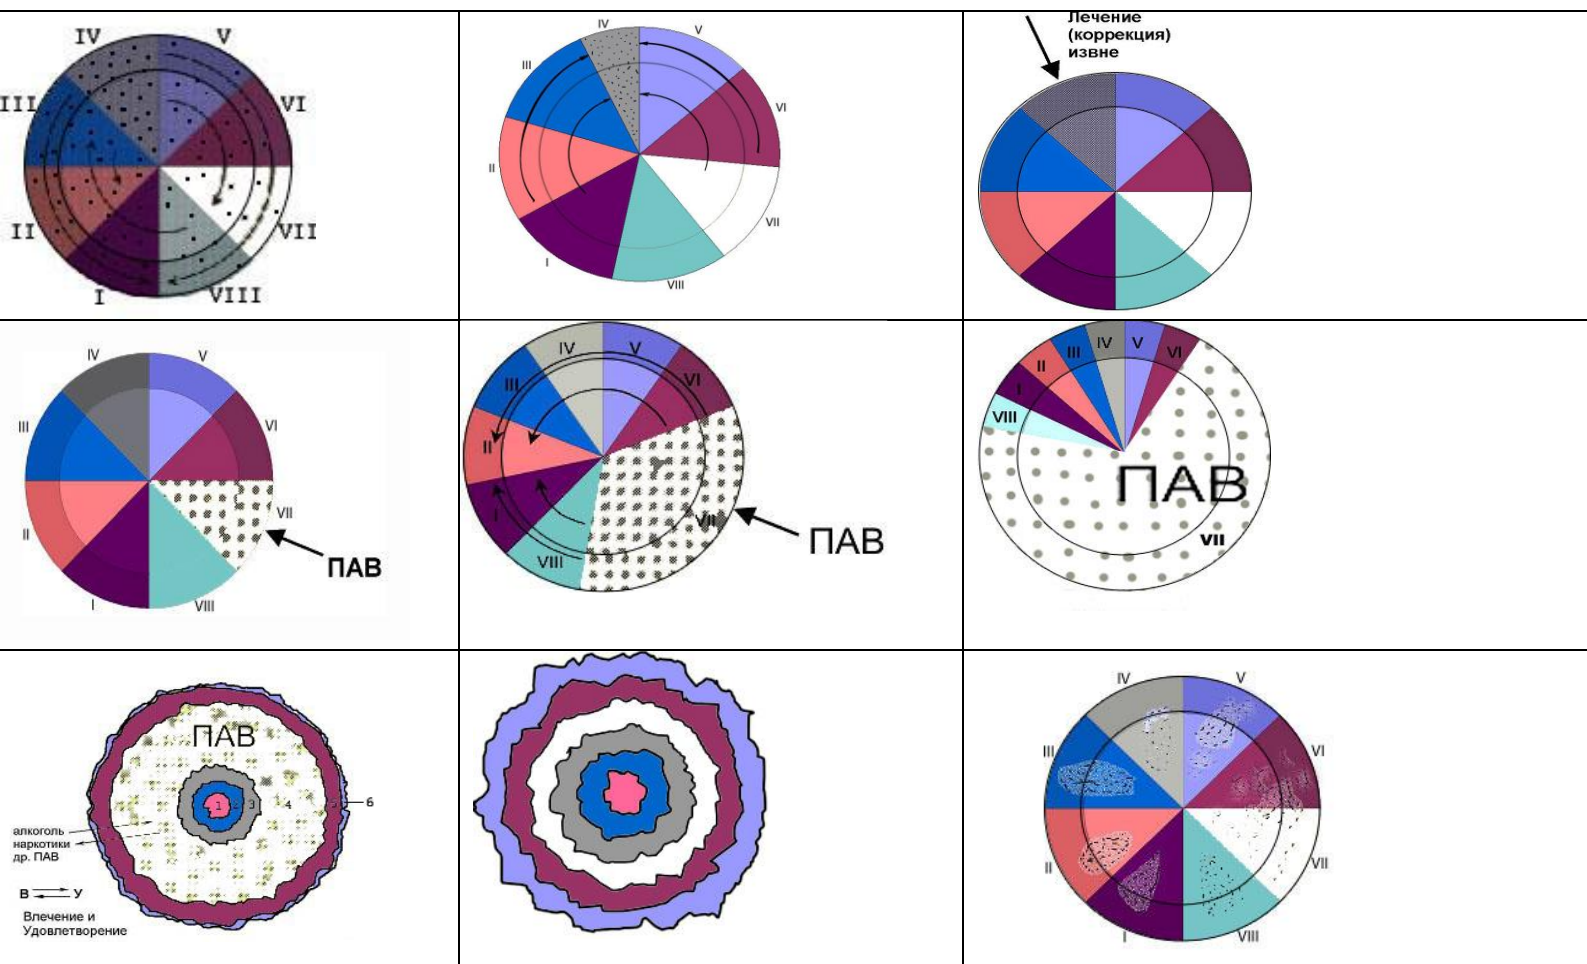 IV
V
III
VI
II
VII
I
VIII
IV
V
III
VI
II
VII
I
VIII
Лечение
(коррекция)
извне
IV
V
III
VI
VII
II
ПАВ
I
VIII
IV
V
III
VI
II
VII
I
ПАВ
VIII
III
IV
V
VI
II
I
VIII
ПАВ
VII
ПАВ
1
2
3
4
5
6
алкоголь
наркотики
др. ПАВ
В У
Влечение и
Удовлетворение
IV
V
III
VI
II
VII
I
VIII